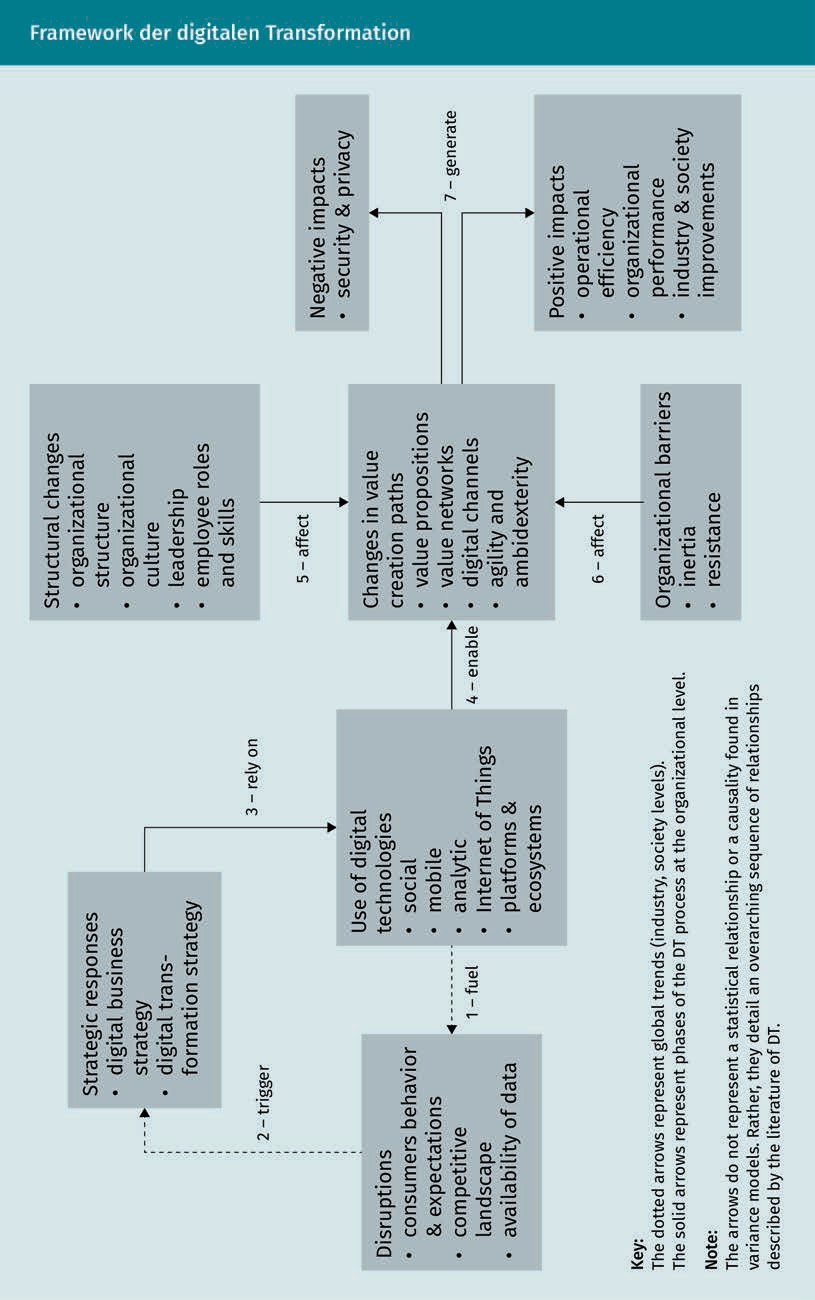 Framework der digitalen Transformation
Disruptions
• consumers behavior
& expectations
• competitive
landscape
• availability of data
2 – trigger
Strategic responses
• digital business
strategy
• digital trans-
formation strategy
3 – rely on
1 – fuel
Use of digital
technologies
• social
• mobile
• analytic
• Internet of Things
• platforms &
ecosystems
4 – enable
Structural changes
• organizational
structure
• organizational
culture
• leadership
• employee roles
and skills
5 – affect
Changes in value
creation paths
• value propositions
• value networks
• digital channels
• agility and
ambidexterity
6 – affect
Organizational barriers
• inertia
• resistance
Negative impacts
• security & privacy
7 – generate
Positive impacts
• operational
efficiency
• organizational
performance
• industry & society
improvements
Key:
The dotted arrows represent global trends (industry, society levels).
The solid arrows represent phases of the DT process at the organizational level.
Note:
The arrows do not represent a statistical relationship or a causality found in
variance models. Rather, they detail an overarching sequence of relationships
described by the literature of DT.